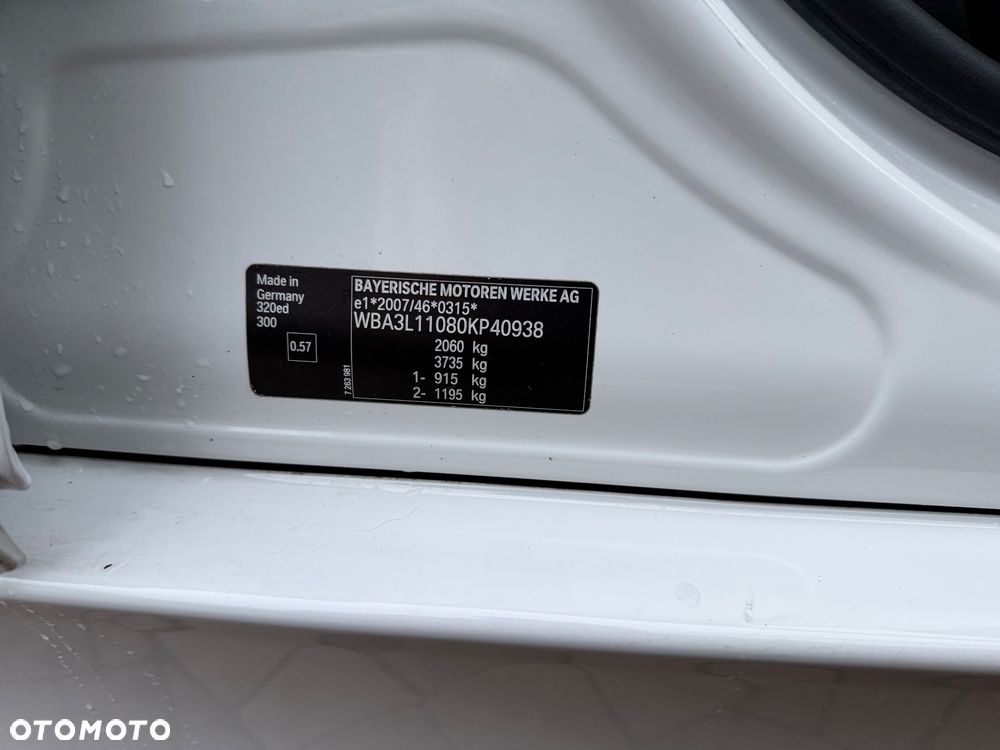 Made in
Germany
320ed
300
0.57
7 263 981
BAYERISCHE MOTOREN WERKE AG
e1*2007/46*0315*
WBA3L11080KP40938
2060 kg
3735 kg
1- 915 kg
2- 1195 kg
OTOMOTO